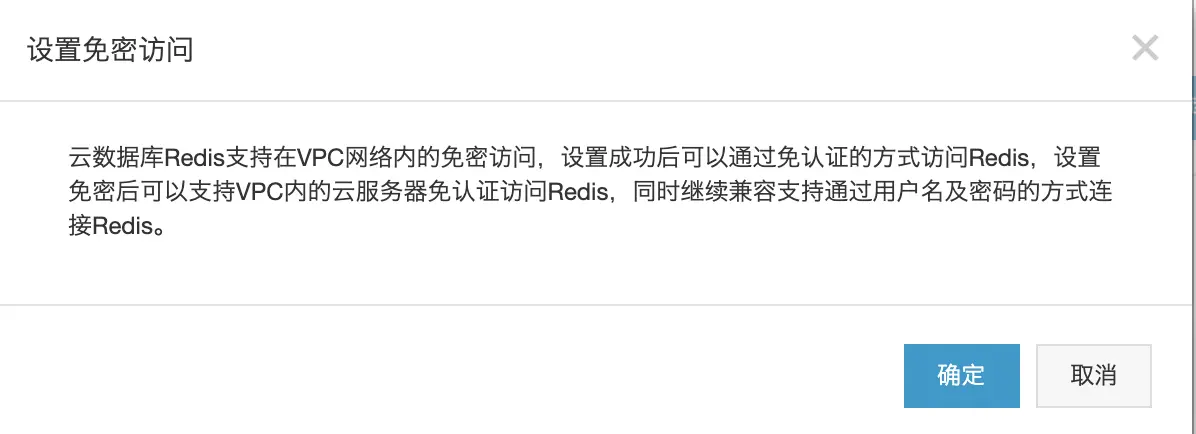 设置免密访问
云数据库Redis支持在VPC网络内的免密访问，设置成功后可以通过免认证的方式访问Redis，设置
免密后可以支持VPC内的云服务器免认证访问Redis，同时继续兼容支持通过用户名及密码的方式连
接Redis。
确定
取消